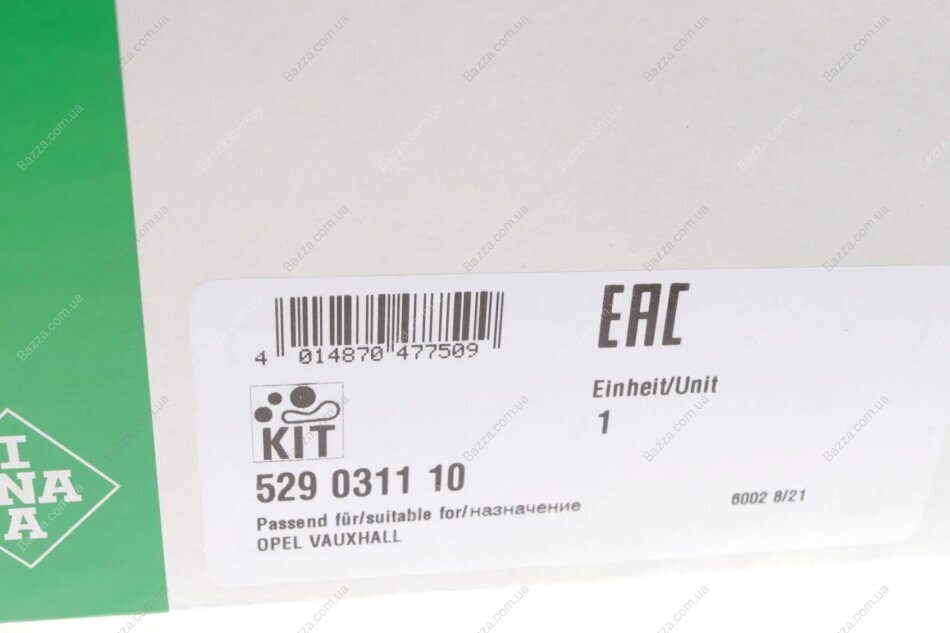 4 014870 477509
EAC
KIT
Einheit/Unit
1
529 0311 10
Passend für/suitable for/назначение
OPEL VAUXHALL
6002 8/21
I
NA
A
Bazza.com.ua